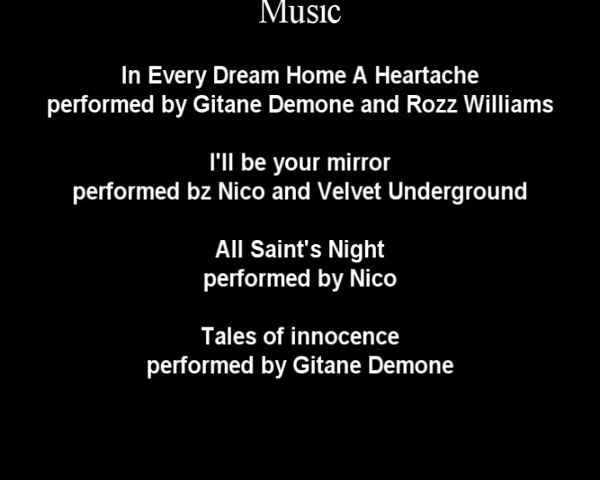 Music
In Every Dream Home A Heartache
performed by Gitane Demone and Rozz Williams
I'll be your mirror
performed bz Nico and Velvet Underground
All Saint's Night
performed by Nico
Tales of innocence
performed by Gitane Demone